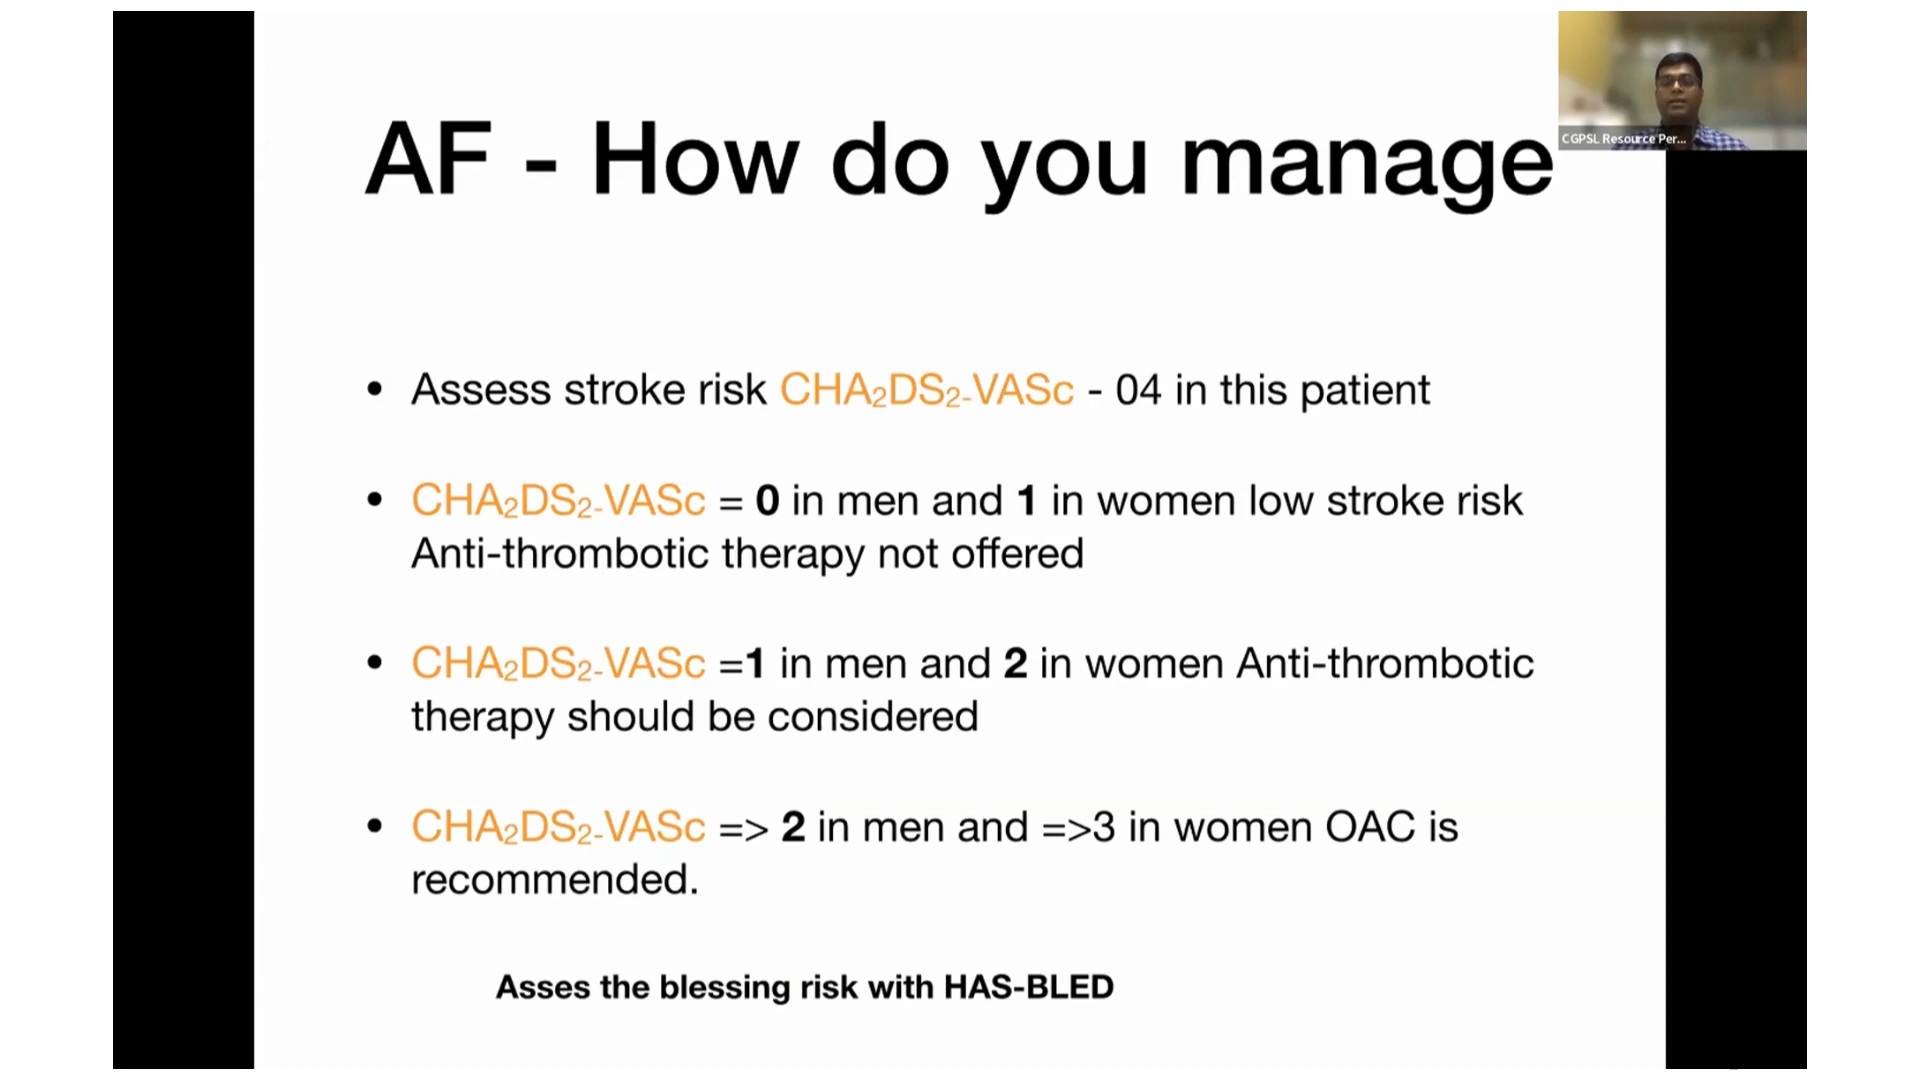 CGPSL Resource Per...
AF - How do you manage
• Assess stroke risk CHA₂DS₂-VASc - 04 in this patient
• CHA₂DS₂-VASc = 0 in men and 1 in women low stroke risk
Anti-thrombotic therapy not offered
• CHA₂DS₂-VASc =1 in men and 2 in women Anti-thrombotic
therapy should be considered
• CHA₂DS₂-VASc => 2 in men and =>3 in women OAC is
recommended.
Asses the blessing risk with HAS-BLED